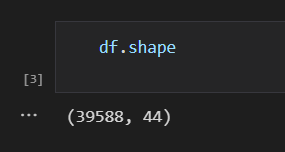 df.shape
[3]
... (39588, 44)